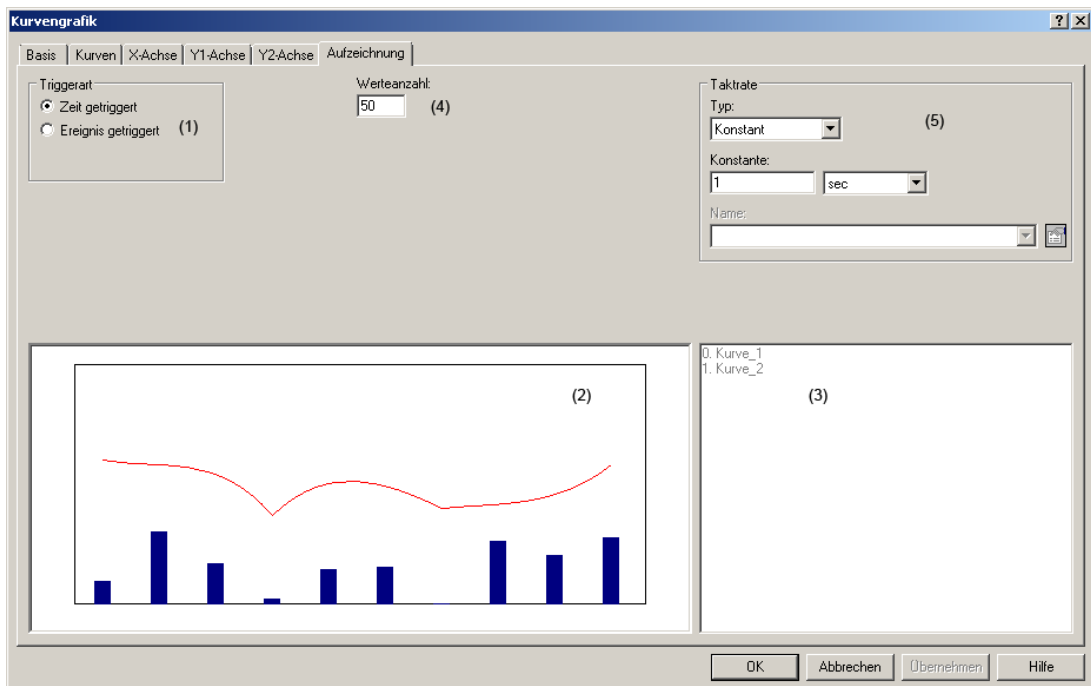 Kurvengrafik
Basis Kurven X-Achse Y1-Achse Y2-Achse Aufzeichnung
Triggerart
Zeit getriggert
Ereignis getriggert (1)
Werteanzahl:
50 (4)
Taktrate
Typ:
Konstant (5)
Konstante:
1 sec
Name:
(2)
0. Kurve_1
1. Kurve_2
(3)
OK Abbrechen Übernehmen Hilfe